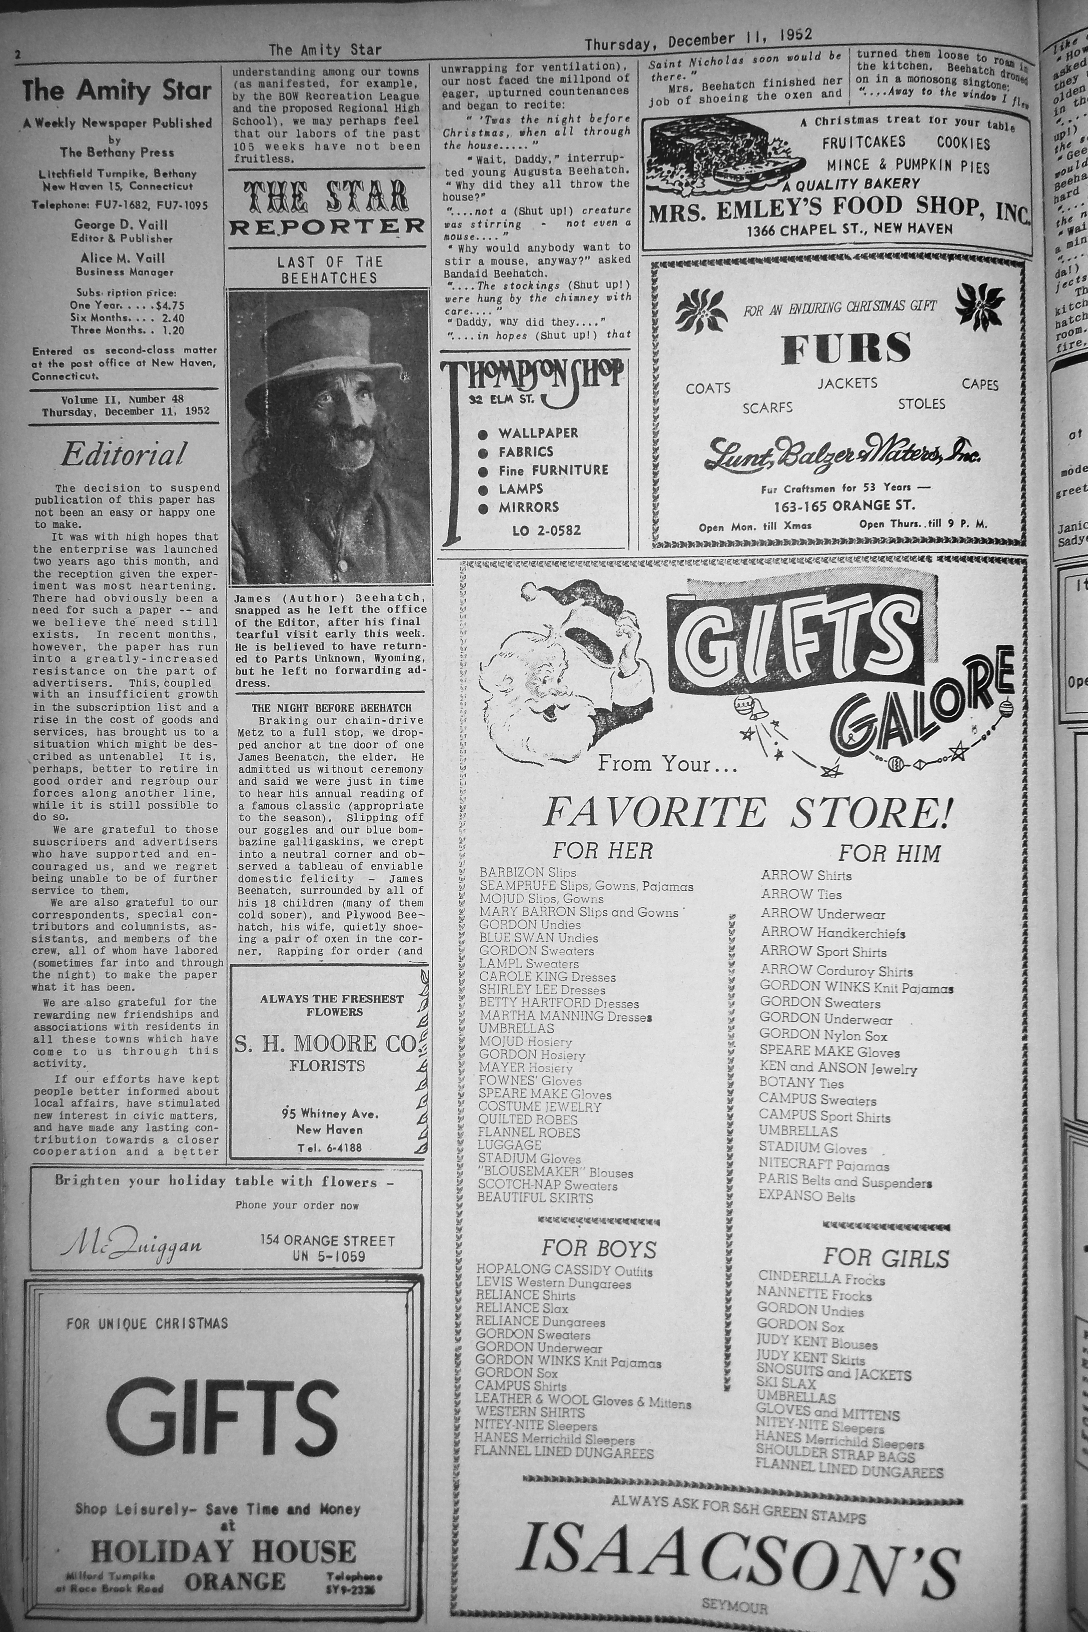 2
The Amity Star
Thursday, December 11, 1952
The Amity Star
A Weekly Newspaper Published
by
The Bethany Press
Litchfield Turnpike, Bethany
New Haven 15, Connecticut
Telephone: FU7-1682, FU7-1095
George D. Vaill
Editor & Publisher
Alice M. Vaill
Business Manager
Subscription price:
One Year.....$4.75
Six Months.... 2.40
Three Months.. 1.20
Entered as second-class matter
at the post office at New Haven,
Connecticut.
Volume II, Number 48
Thursday, December 11, 1952
Editorial
The decision to suspend
publication of this paper has
not been an easy or happy one
to make.
It was with high hopes that
the enterprise was launched
two years ago this month, and
the reception given the exper-
iment was most heartening.
There had obviously been a
need for such a paper -- and
we believe the need still
exists. In recent months,
however, the paper has run
into a greatly-increased
resistance on the part of
advertisers. This, coupled
with an insufficient growth
in the subscription list and a
rise in the cost of goods and
services, has brought us to a
situation which might be des-
cribed as untenable! It is,
perhaps, better to retire in
good order and regroup our
forces along another line,
while it is still possible to
do so.
We are grateful to those
subscribers and advertisers
who have supported and en-
couraged us, and we regret
being unable to be of further
service to them.
We are also grateful to our
correspondents, special con-
tributors and columnists, as-
sistants, and members of the
crew, all of whom have labored
(sometimes far into and through
the night) to make the paper
what it has been.
We are also grateful for the
rewarding new friendships and
associations with residents in
all these towns which have
come to us through this
activity.
If our efforts have kept
people better informed about
local affairs, have stimulated
new interest in civic matters,
and have made any lasting con-
tribution towards a closer
cooperation and a better
understanding among our towns
(as manifested, for example,
by the BOW Recreation League
and the proposed Regional High
School), we may perhaps feel
that our labors of the past
105 weeks have not been
fruitless.
THE STAR
REPORTER
LAST OF THE
BEEHATCHES
James (Author) Beehatch,
snapped as he left the office
of the Editor, after his final
tearful visit early this week.
He is believed to have return-
ed to Parts Unknown, Wyoming,
but he left no forwarding ad-
dress.
THE NIGHT BEFORE BEEHATCH
Braking our chain-drive
Metz to a full stop, we drop-
ped anchor at the door of one
James Beehatch, the elder. He
admitted us without ceremony
and said we were just in time
to hear his annual reading of
a famous classic (appropriate
to the season). Slipping off
our goggles and our blue bom-
bazine galligaskins, we crept
into a neutral corner and ob-
served a tableau of enviable
domestic felicity - James
Beehatch, surrounded by all of
his 18 children (many of them
cold sober), and Plywood Bee-
hatch, his wife, quietly shoe-
ing a pair of oxen in the cor-
ner. Rapping for order (and
unwrapping for ventilation),
our host faced the millpond of
eager, upturned countenances
and began to recite:
" 'Twas the night before
Christmas, when all through
the house....."
"Wait, Daddy," interrup-
ted young Augusta Beehatch.
"Why did they all throw the
house?"
"....not a (Shut up!) creature
was stirring - not even a
mouse...."
"Why would anybody want to
stir a mouse, anyway?" asked
Bandaid Beehatch.
"....The stockings (Shut up!)
were hung by the chimney with
care...."
"Daddy, why did they...."
"....in hopes (Shut up!) that
Saint Nicholas soon would be
there."
Mrs. Beehatch finished her
job of shoeing the oxen and
turned them loose to roam in
the kitchen. Beehatch droned
on in a monosong singtone:
"....Away to the window I flew
A Christmas treat for your table
FRUITCAKES COOKIES
MINCE & PUMPKIN PIES
A QUALITY BAKERY
MRS. EMLEY'S FOOD SHOP, INC.
1366 CHAPEL ST., NEW HAVEN
FOR AN ENDURING CHRISTMAS GIFT
FURS
COATS JACKETS CAPES
SCARFS STOLES
Lunt, Balzer & Waters, Inc.
Fur Craftsmen for 53 Years —
163-165 ORANGE ST.
Open Mon. till Xmas Open Thurs. till 9 P. M.
THOMPSON SHOP
92 ELM ST.
● WALLPAPER
● FABRICS
● Fine FURNITURE
● LAMPS
● MIRRORS
LO 2-0582
ALWAYS THE FRESHEST
FLOWERS
S. H. MOORE CO.
FLORISTS
95 Whitney Ave.
New Haven
Tel. 6-4188
Brighten your holiday table with flowers –
Phone your order now
McQuiggan
154 ORANGE STREET
UN 5-1059
FOR UNIQUE CHRISTMAS
GIFTS
Shop Leisurely- Save Time and Money
at
HOLIDAY HOUSE
Milford Turnpike
at Race Brook Road
ORANGE
Telephone
SY9-2326
GIFTS
GALORE
From Your...
FAVORITE STORE!
FOR HER
BARBIZON Slips
SEAMPRUFE Slips, Gowns, Pajamas
MOJUD Slips, Gowns
MARY BARRON Slips and Gowns
GORDON Undies
BLUE SWAN Undies
GORDON Sweaters
LAMPL Sweaters
CAROLE KING Dresses
SHIRLEY LEE Dresses
BETTY HARTFORD Dresses
MARTHA MANNING Dresses
UMBRELLAS
MOJUD Hosiery
GORDON Hosiery
MAYER Hosiery
FOWNES' Gloves
SPEARE MAKE Gloves
COSTUME JEWELRY
QUILTED ROBES
FLANNEL ROBES
LUGGAGE
STADIUM Gloves
"BLOUSEMAKER" Blouses
SCOTCH-NAP Sweaters
BEAUTIFUL SKIRTS
FOR HIM
ARROW Shirts
ARROW Ties
ARROW Underwear
ARROW Handkerchiefs
ARROW Sport Shirts
ARROW Corduroy Shirts
GORDON WINKS Knit Pajamas
GORDON Sweaters
GORDON Underwear
GORDON Nylon Sox
SPEARE MAKE Gloves
KEN and ANSON Jewelry
BOTANY Ties
CAMPUS Sweaters
CAMPUS Sport Shirts
UMBRELLAS
STADIUM Gloves
NITECRAFT Pajamas
PARIS Belts and Suspenders
EXPANSO Belts
FOR BOYS
HOPALONG CASSIDY Outfits
LEVIS Western Dungarees
RELIANCE Shirts
RELIANCE Slax
RELIANCE Dungarees
GORDON Sweaters
GORDON Underwear
GORDON WINKS Knit Pajamas
GORDON Sox
CAMPUS Shirts
LEATHER & WOOL Gloves & Mittens
WESTERN SHIRTS
NITEY-NITE Sleepers
HANES Merrichild Sleepers
FLANNEL LINED DUNGAREES
FOR GIRLS
CINDERELLA Frocks
NANNETTE Frocks
GORDON Undies
GORDON Sox
JUDY KENT Blouses
JUDY KENT Skirts
SNOSUITS and JACKETS
SKI SLAX
UMBRELLAS
GLOVES and MITTENS
NITEY-NITE Sleepers
HANES Merrichild Sleepers
SHOULDER STRAP BAGS
FLANNEL LINED DUNGAREES
ALWAYS ASK FOR S&H GREEN STAMPS
ISAACSON'S
SEYMOUR